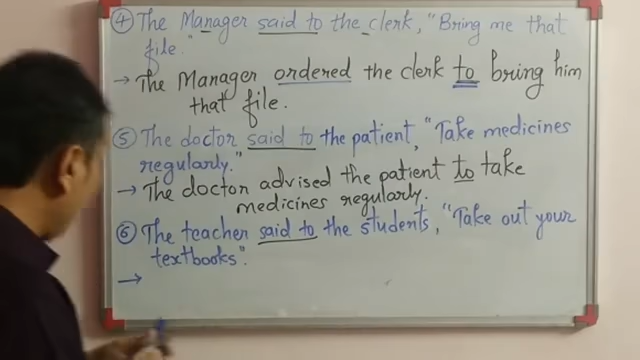 ④ The Manager said to the clerk, "Bring me that
file."
→ The Manager ordered the clerk to bring him
that file.
⑤ The doctor said to the patient, "Take medicines
regularly."
→ The doctor advised the patient to take
medicines regularly.
⑥ The teacher said to the students, "Take out your
textbooks".
→